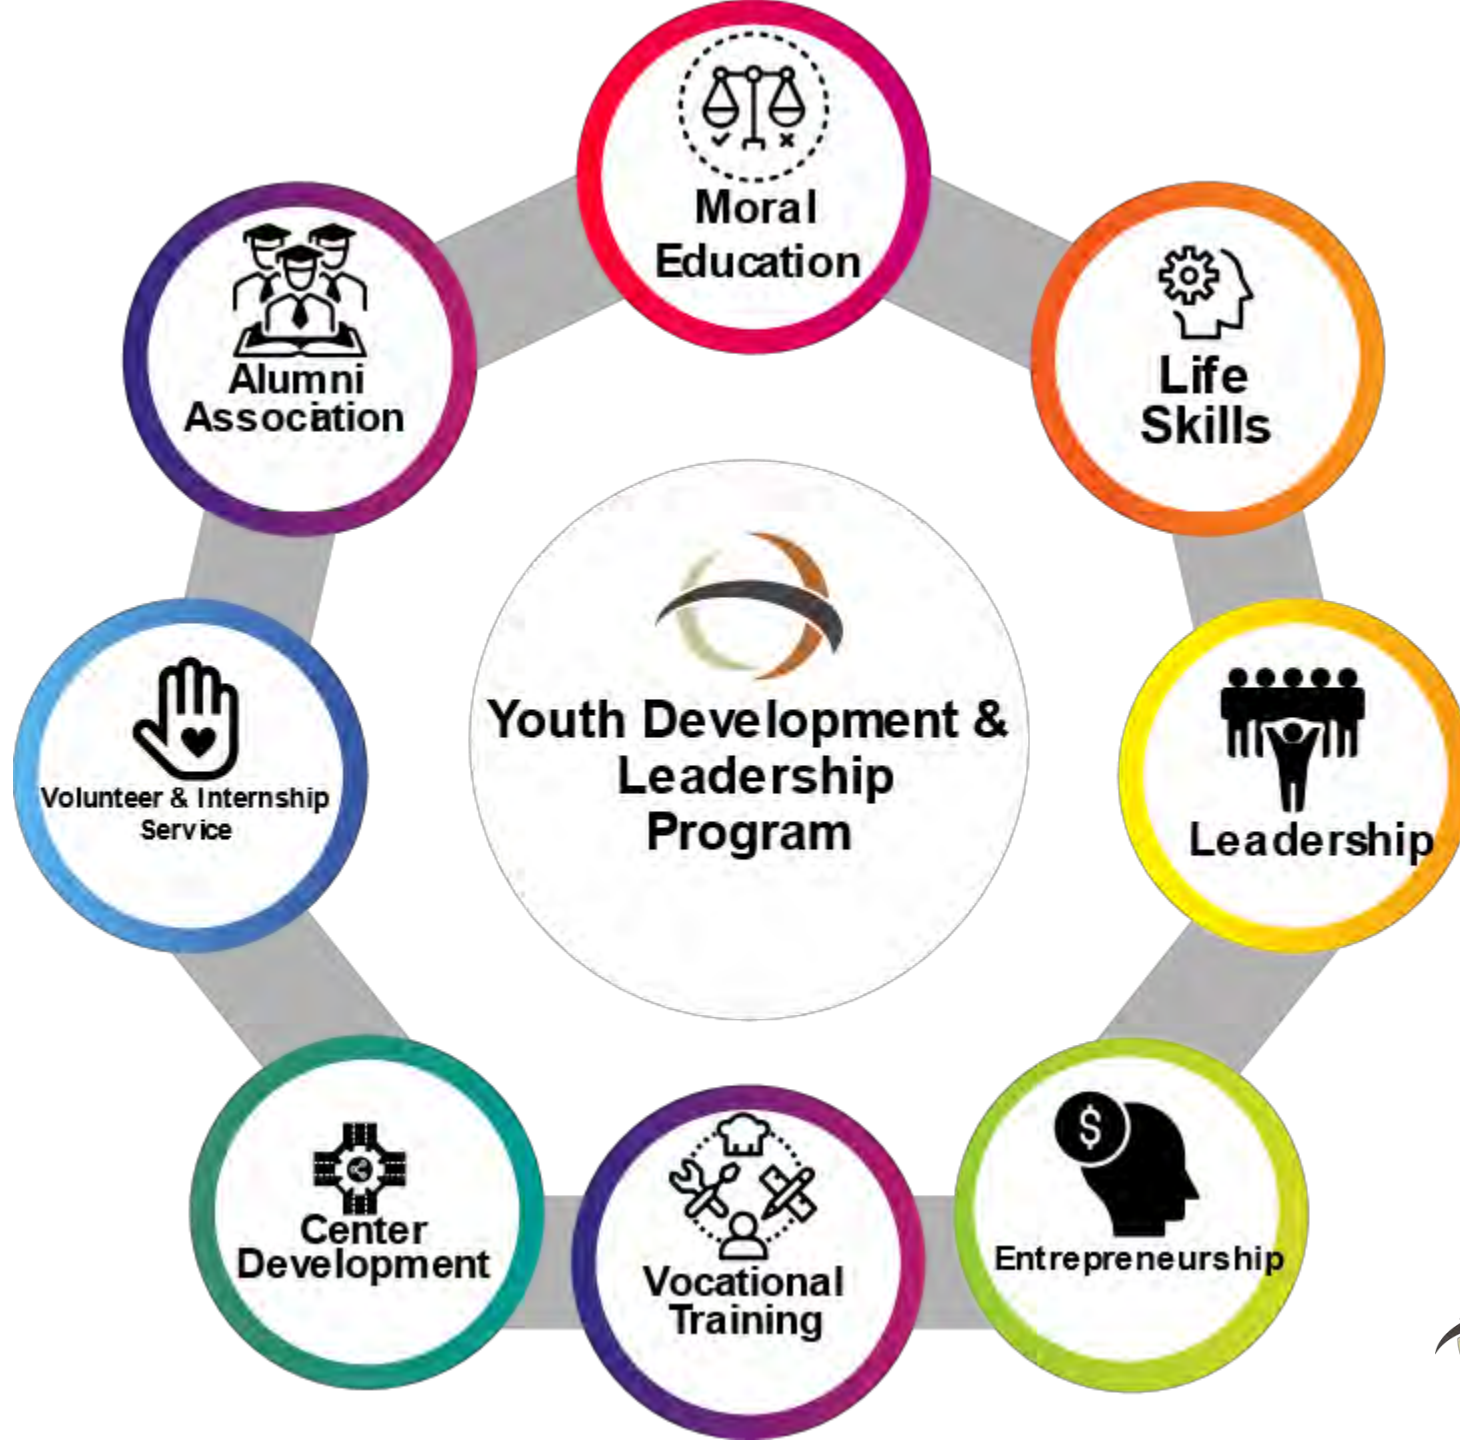 Moral
Education
Life
Skills
Leadership
Entrepreneurship
$
Vocational
Training
Center
Development
Volunteer & Internship
Service
Alumni
Association
Youth Development &
Leadership
Program